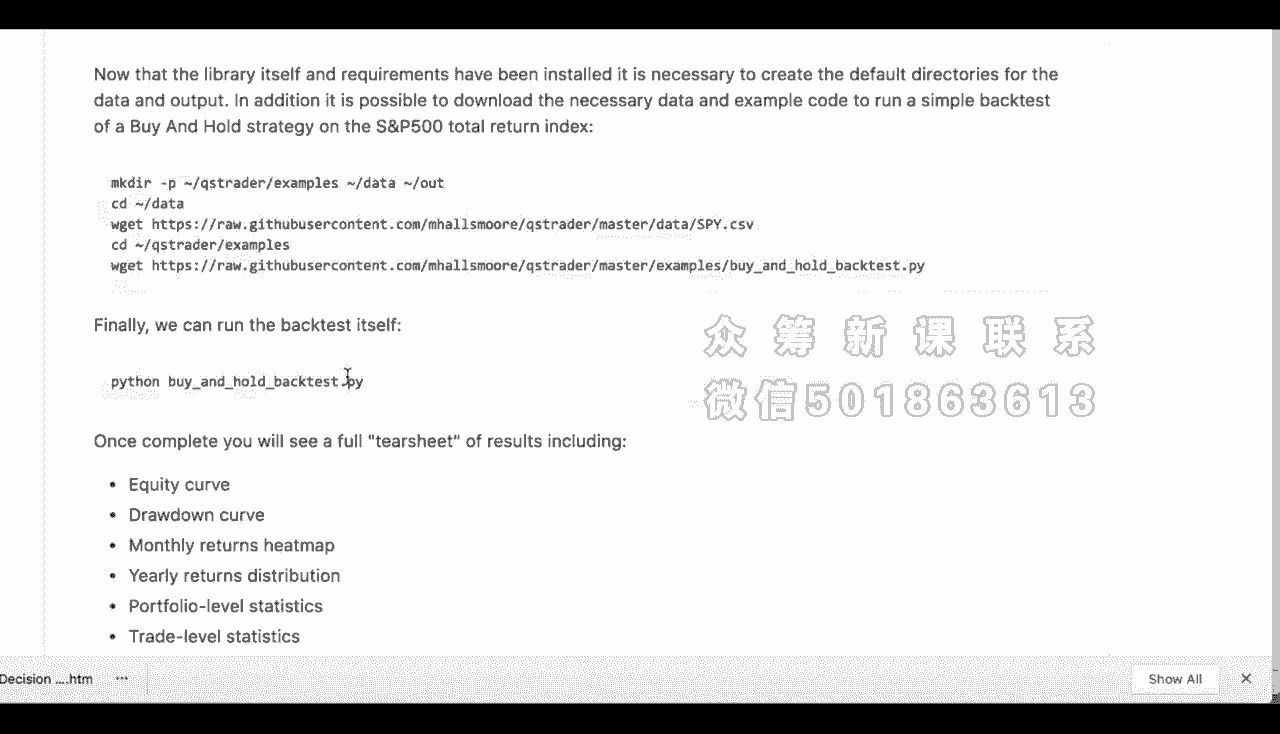 Now that the library itself and requirements have been installed it is necessary to create the default directories for the
data and output. In addition it is possible to download the necessary data and example code to run a simple backtest
of a Buy And Hold strategy on the S&P500 total return index:
mkdir -p ~/qstrader/examples ~/data ~/out
cd ~/data
wget https://raw.githubusercontent.com/mhallsmoore/qstrader/master/data/SPY.csv
cd ~/qstrader/examples
wget https://raw.githubusercontent.com/mhallsmoore/qstrader/master/examples/buy_and_hold_backtest.py
Finally, we can run the backtest itself:
众筹新课联系
python buy_and_hold_backtest.py
微信501863613
Once complete you will see a full "tearsheet" of results including:
• Equity curve
• Drawdown curve
• Monthly returns heatmap
• Yearly returns distribution
• Portfolio-level statistics
• Trade-level statistics
Decision ....htm
Show All